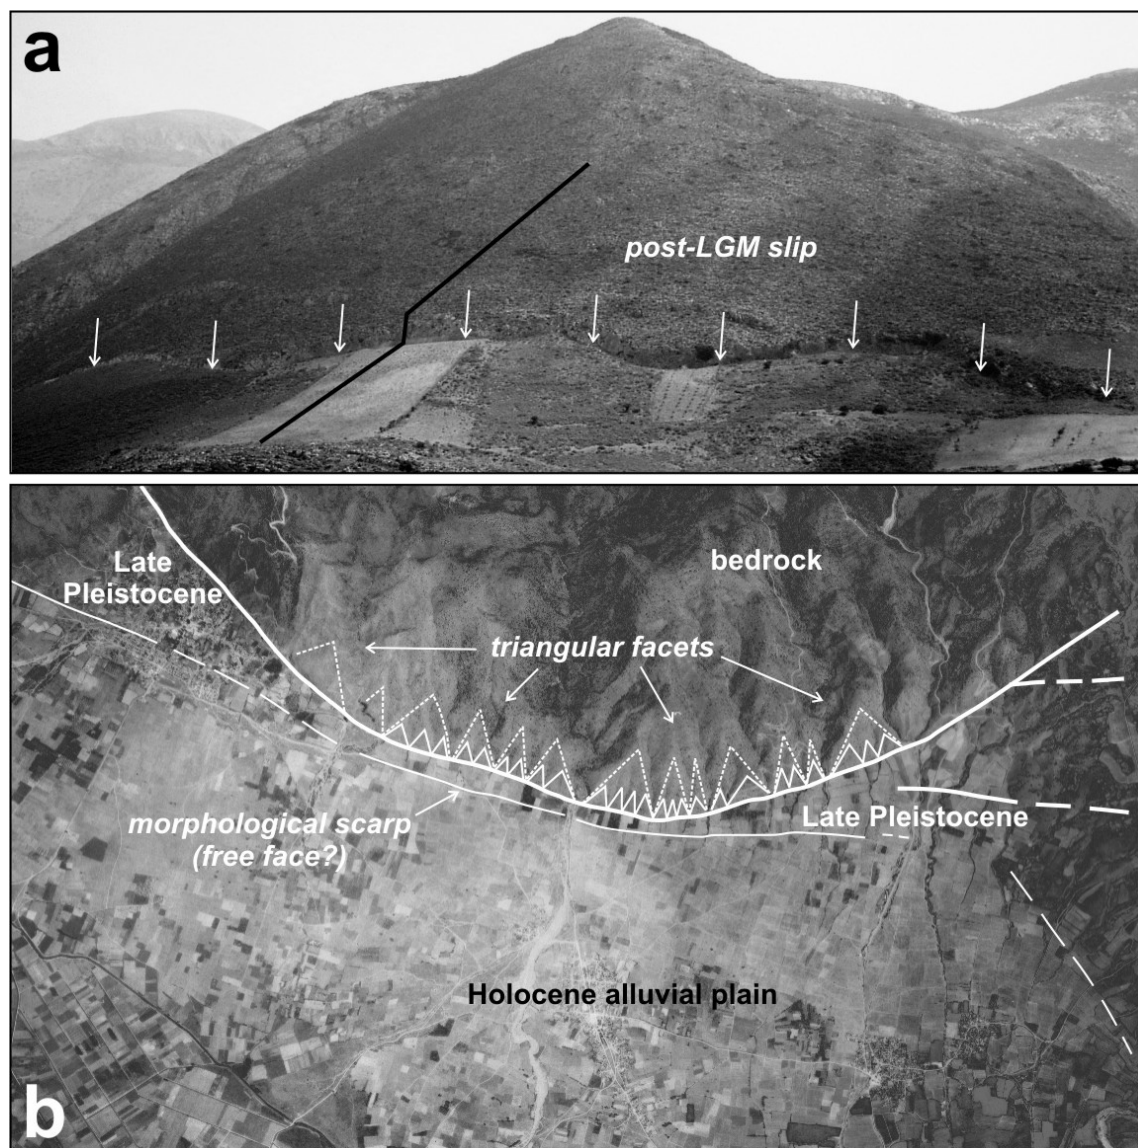 a
post-LGM slip
Late
Pleistocene
bedrock
triangular facets
morphological scarp
(free face?)
Late Pleistocene
Holocene alluvial plain
b